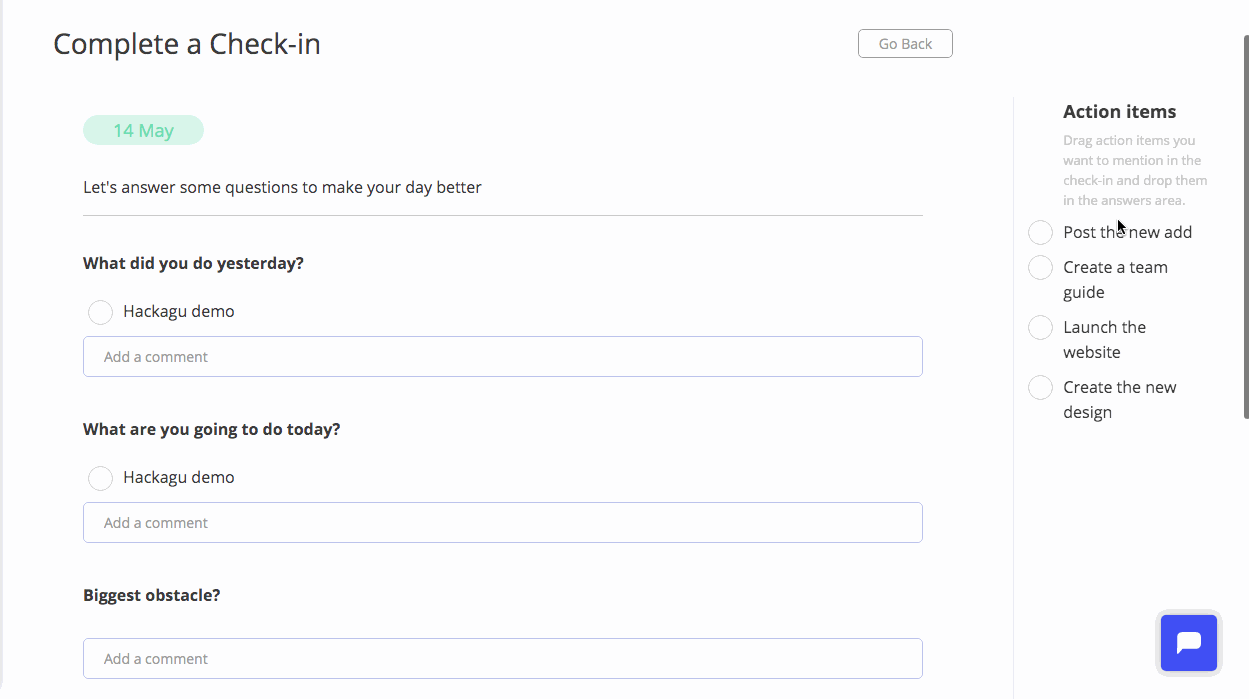 Complete a Check-in
Go Back
14 May
Let's answer some questions to make your day better
What did you do yesterday?
Hackagu demo
Add a comment
What are you going to do today?
Hackagu demo
Add a comment
Biggest obstacle?
Add a comment
Action items
Drag action items you
want to mention in the
check-in and drop them
in the answers area.
Post the new add
Create a team
guide
Launch the
website
Create the new
design